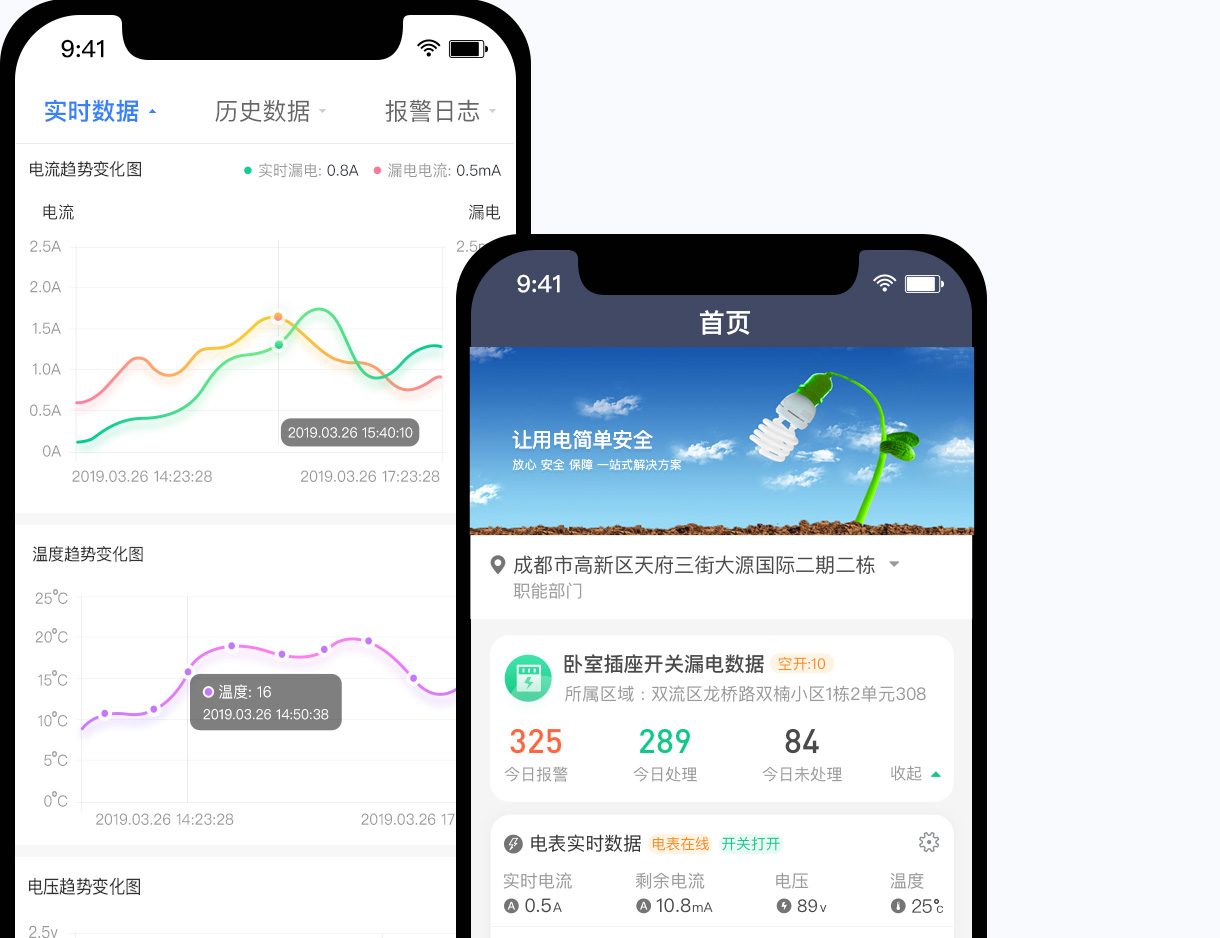 9:41
实时数据
历史数据
报警日志
电流趋势变化图
实时漏电: 0.8A
漏电电流: 0.5mA
电流
漏电
2.5A
2.0A
1.5A
1.0A
0.5A
0A
2019.03.26 15:40:10
2019.03.26 14:23:28
2019.03.26 17:23:28
温度趋势变化图
25°C
20°C
15°C
10°C
5°C
0°C
温度: 16
2019.03.26 14:50:38
2019.03.26 14:23:28
2019.03.26 17
电压趋势变化图
2.5v
9:41
首页
让用电简单安全
放心 安全 保障 一站式解决方案
成都市高新区天府三街大源国际二期二栋
职能部门
卧室插座开关漏电数据
空开:10
所属区域：双流区龙桥路双楠小区1栋2单元308
325
289
84
今日报警
今日处理
今日未处理
收起
电表实时数据
电表在线
开关打开
实时电流
剩余电流
电压
温度
A 0.5A
A 10.8mA
89v
25°c